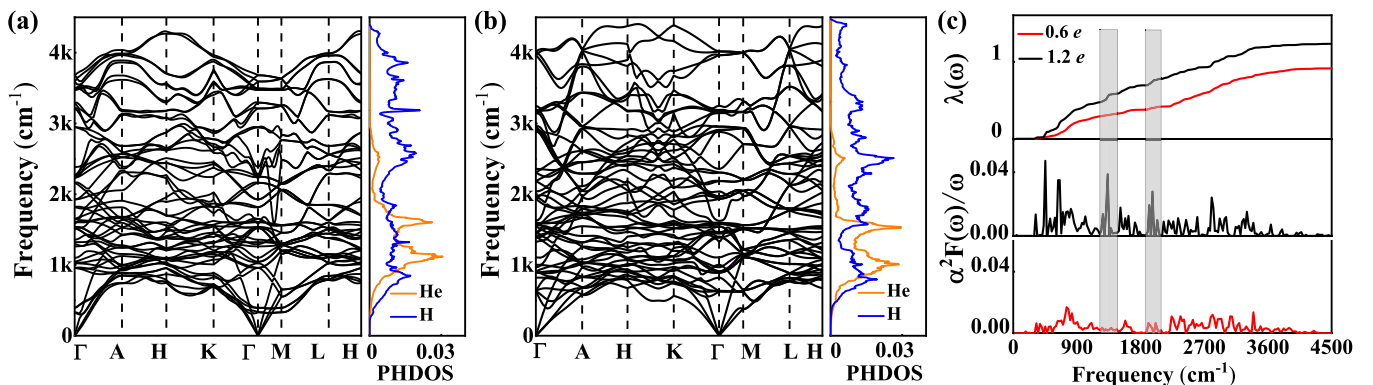 (a)
Frequency (cm⁻¹)
4k
3k
2k
1k
0
Γ A H K Γ M L H
He
H
0 0.03
PHDOS
(b)
Frequency (cm⁻¹)
4k
3k
2k
1k
0
Γ A H K Γ M L H
He
H
0 0.03
PHDOS
(c)
0.6 e
1.2 e
λ(ω)
1
0
α²F(ω)/ω
0.04
0.00
0.04
0.00
0 900 1800 2700 3600 4500
Frequency (cm⁻¹)